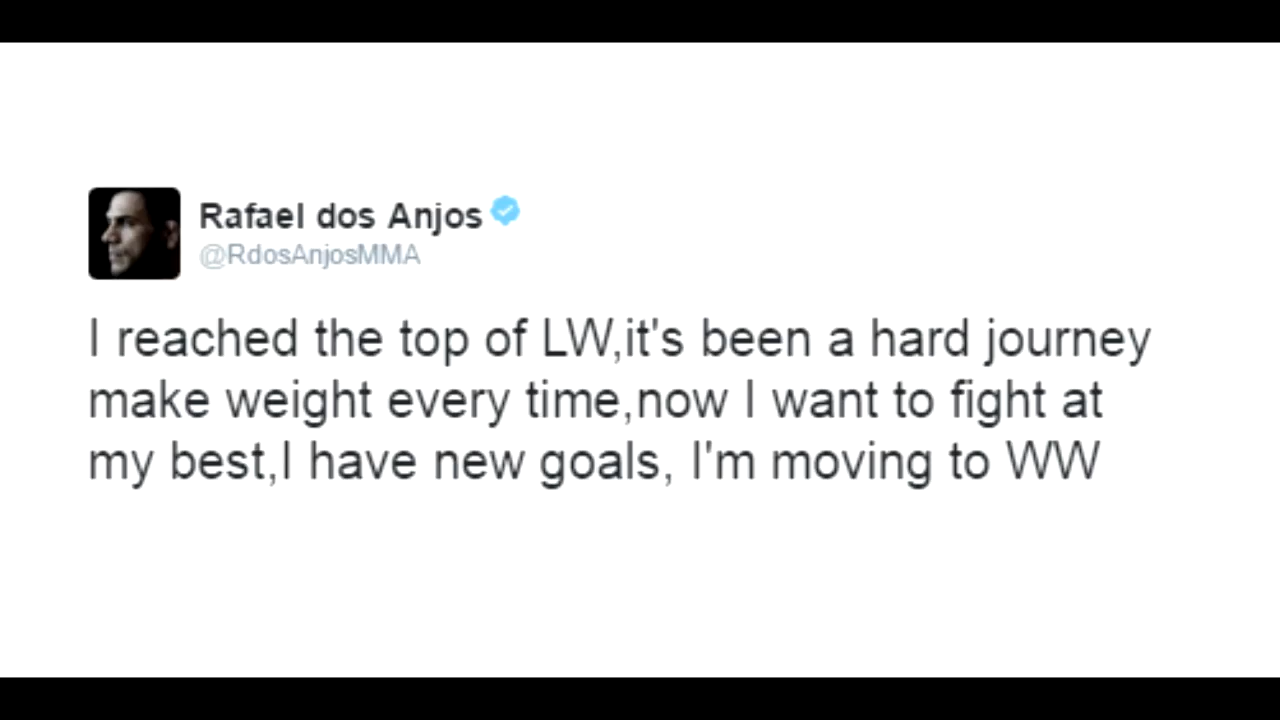 Rafael dos Anjos
@RdosAnjosMMA
I reached the top of LW,it's been a hard journey
make weight every time,now I want to fight at
my best,I have new goals, I'm moving to WW